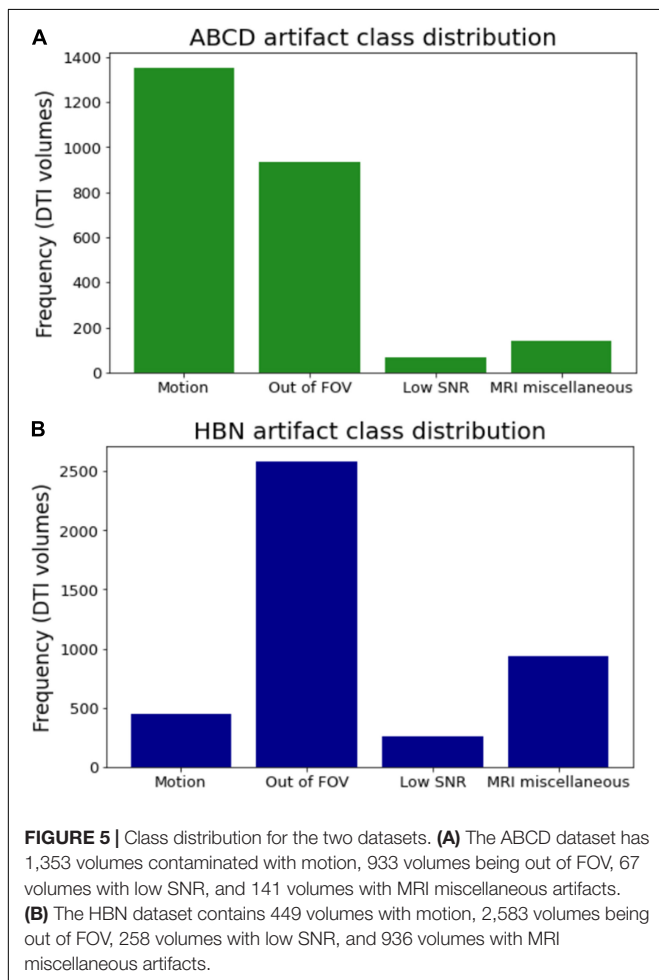 A
ABCD artifact class distribution
Frequency (DTI volumes)
1400
1200
1000
800
600
400
200
0
Motion Out of FOV Low SNR MRI miscellaneous
B
HBN artifact class distribution
Frequency (DTI volumes)
2500
2000
1500
1000
500
0
Motion Out of FOV Low SNR MRI miscellaneous
FIGURE 5 | Class distribution for the two datasets. (A) The ABCD dataset has
1,353 volumes contaminated with motion, 933 volumes being out of FOV, 67
volumes with low SNR, and 141 volumes with MRI miscellaneous artifacts.
(B) The HBN dataset contains 449 volumes with motion, 2,583 volumes being
out of FOV, 258 volumes with low SNR, and 936 volumes with MRI
miscellaneous artifacts.